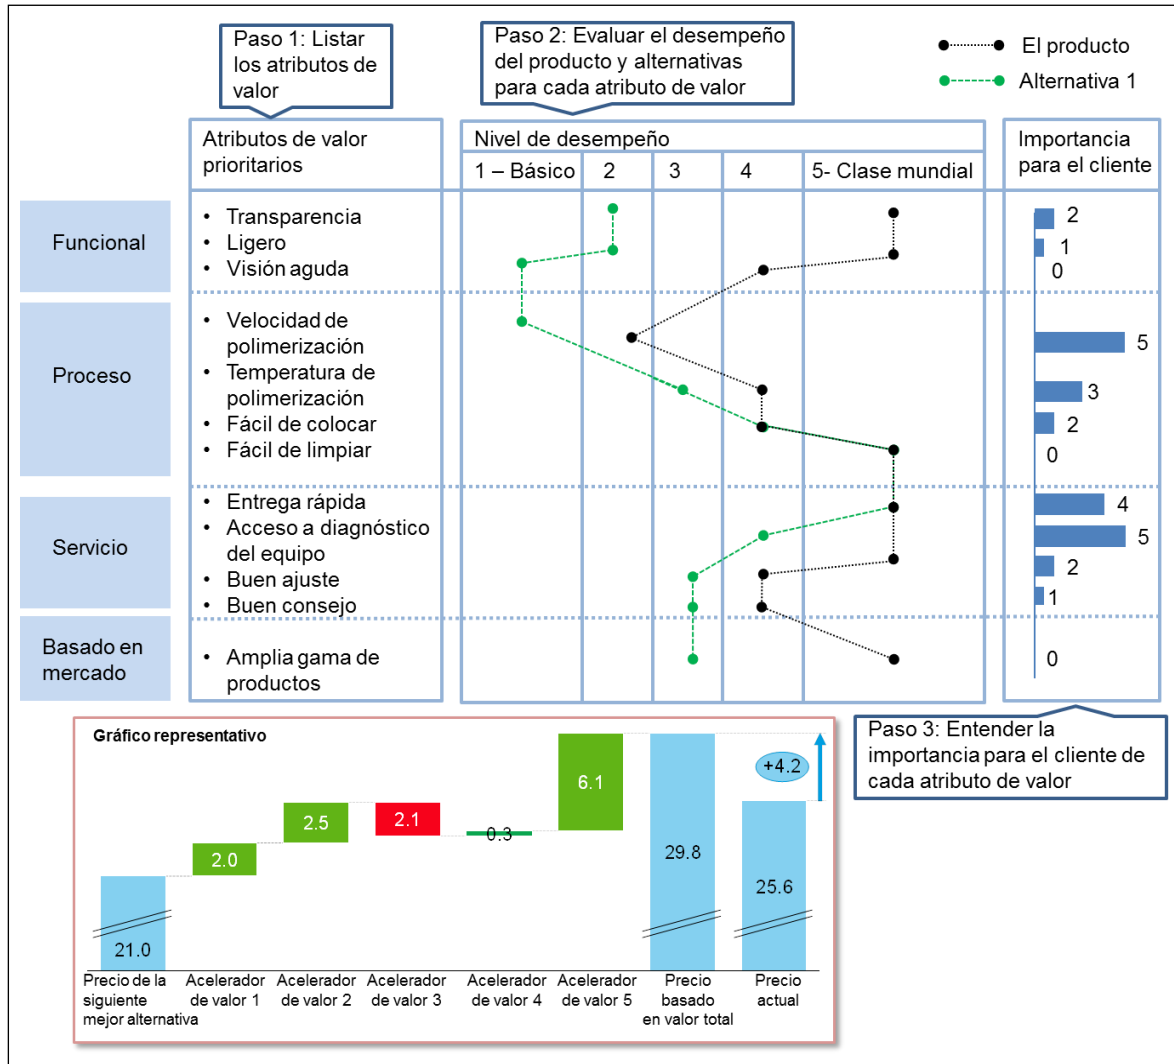 Paso 1: Listar
los atributos de
valor
Paso 2: Evaluar el desempeño
del producto y alternativas
para cada atributo de valor
El producto
Alternativa 1
Atributos de valor
prioritarios
Nivel de desempeño
1 – Básico
2
3
4
5- Clase mundial
Importancia
para el cliente
Funcional
• Transparencia
• Ligero
• Visión aguda
2
1
0
Proceso
• Velocidad de
polimerización
• Temperatura de
polimerización
• Fácil de colocar
• Fácil de limpiar
5
3
2
0
Servicio
• Entrega rápida
• Acceso a diagnóstico
del equipo
• Buen ajuste
• Buen consejo
4
5
2
1
Basado en
mercado
• Amplia gama de
productos
0
Paso 3: Entender la
importancia para el cliente de
cada atributo de valor
Gráfico representativo
21.0
2.0
2.5
2.1
0.3
6.1
29.8
+4.2
25.6
Precio de la
siguiente
mejor alternativa
Acelerador
de valor 1
Acelerador
de valor 2
Acelerador
de valor 3
Acelerador
de valor 4
Acelerador
de valor 5
Precio
basado
en valor total
Precio
actual